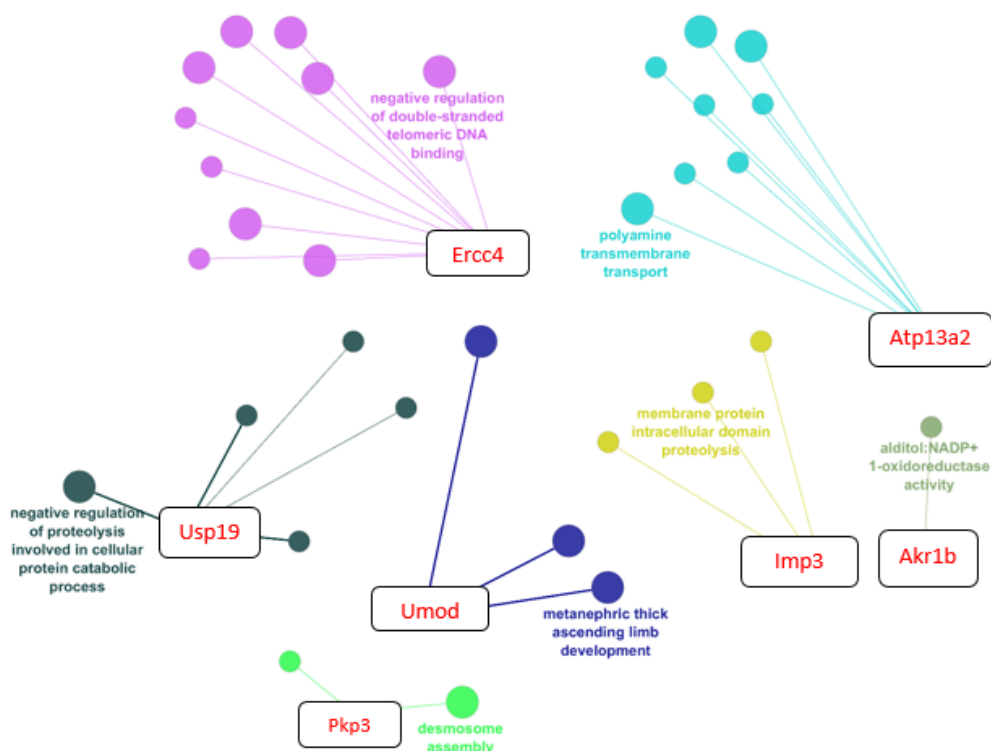 negative regulation
of double-stranded
telomeric DNA
binding
Ercc4
polyamine
transmembrane
transport
Atp13a2
negative regulation
of proteolysis
involved in cellular
protein catabolic
process
Usp19
Umod
metanephric thick
ascending limb
development
membrane protein
intracellular domain
proteolysis
Imp3
alditol:NADP+
1-oxidoreductase
activity
Akr1b
Pkp3
desmosome
assembly